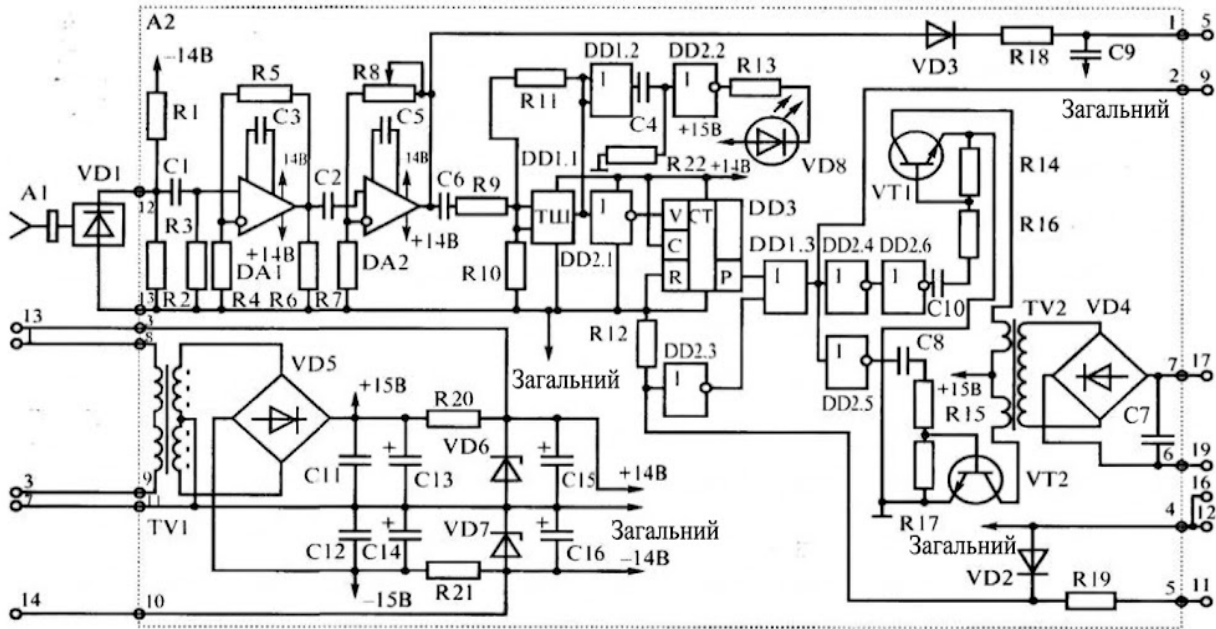 A2
–14В
R1
R5
C3
14В
R8
C5
14В
DD1.2
DD2.2
R13
R11
C4
+15В
VD8
VD3
R18
C9
1
5
2
9
Загальний
A1
VD1
12
C1
R3
C2
C6
R9
DD1.1
ТШ
R22
+14В
V
CT
C
R
P
DD3
VT1
R14
R16
+14В
DA1
+14В
DA2
R10
DD2.1
DD1.3
DD2.4
DD2.6
C10
13
R2
R4
R6
R7
R12
DD2.3
DD2.5
C8
TV2
VD4
13
3
8
VD5
Загальний
+15В
R15
7
17
C7
6
19
+15В
R20
VD6
C11
C13
C15
+14В
3
9
7
11
TV1
Загальний
VD7
C12
C14
C16
–14В
R21
–15В
14
10
VT2
R17
16
4
12
Загальний
VD2
R19
5
11